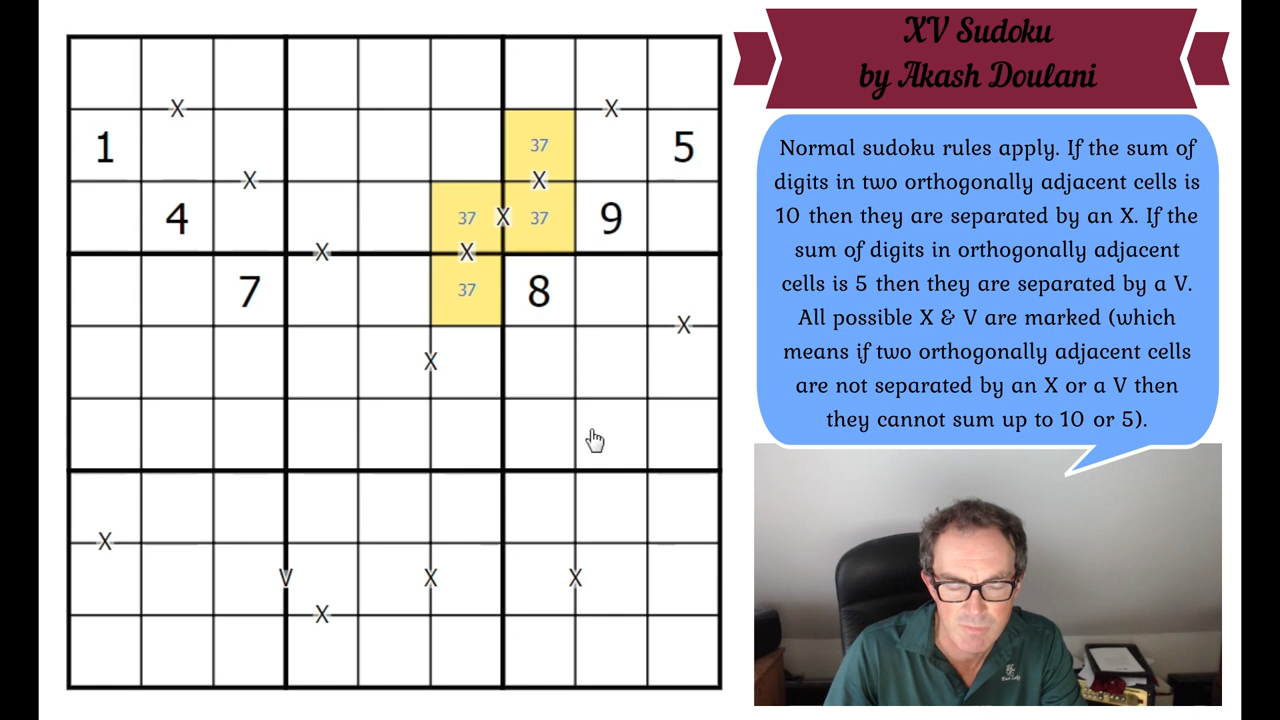 XV Sudoku
by Akash Doulani
Normal sudoku rules apply. If the sum of
digits in two orthogonally adjacent cells is
10 then they are separated by an X. If the
sum of digits in orthogonally adjacent
cells is 5 then they are separated by a V.
All possible X & V are marked (which
means if two orthogonally adjacent cells
are not separated by an X or a V then
they cannot sum up to 10 or 5).
X X
1 37 5
X X
4 37 X 37 9
X X
7 37 8
X
X
X
V X X
X